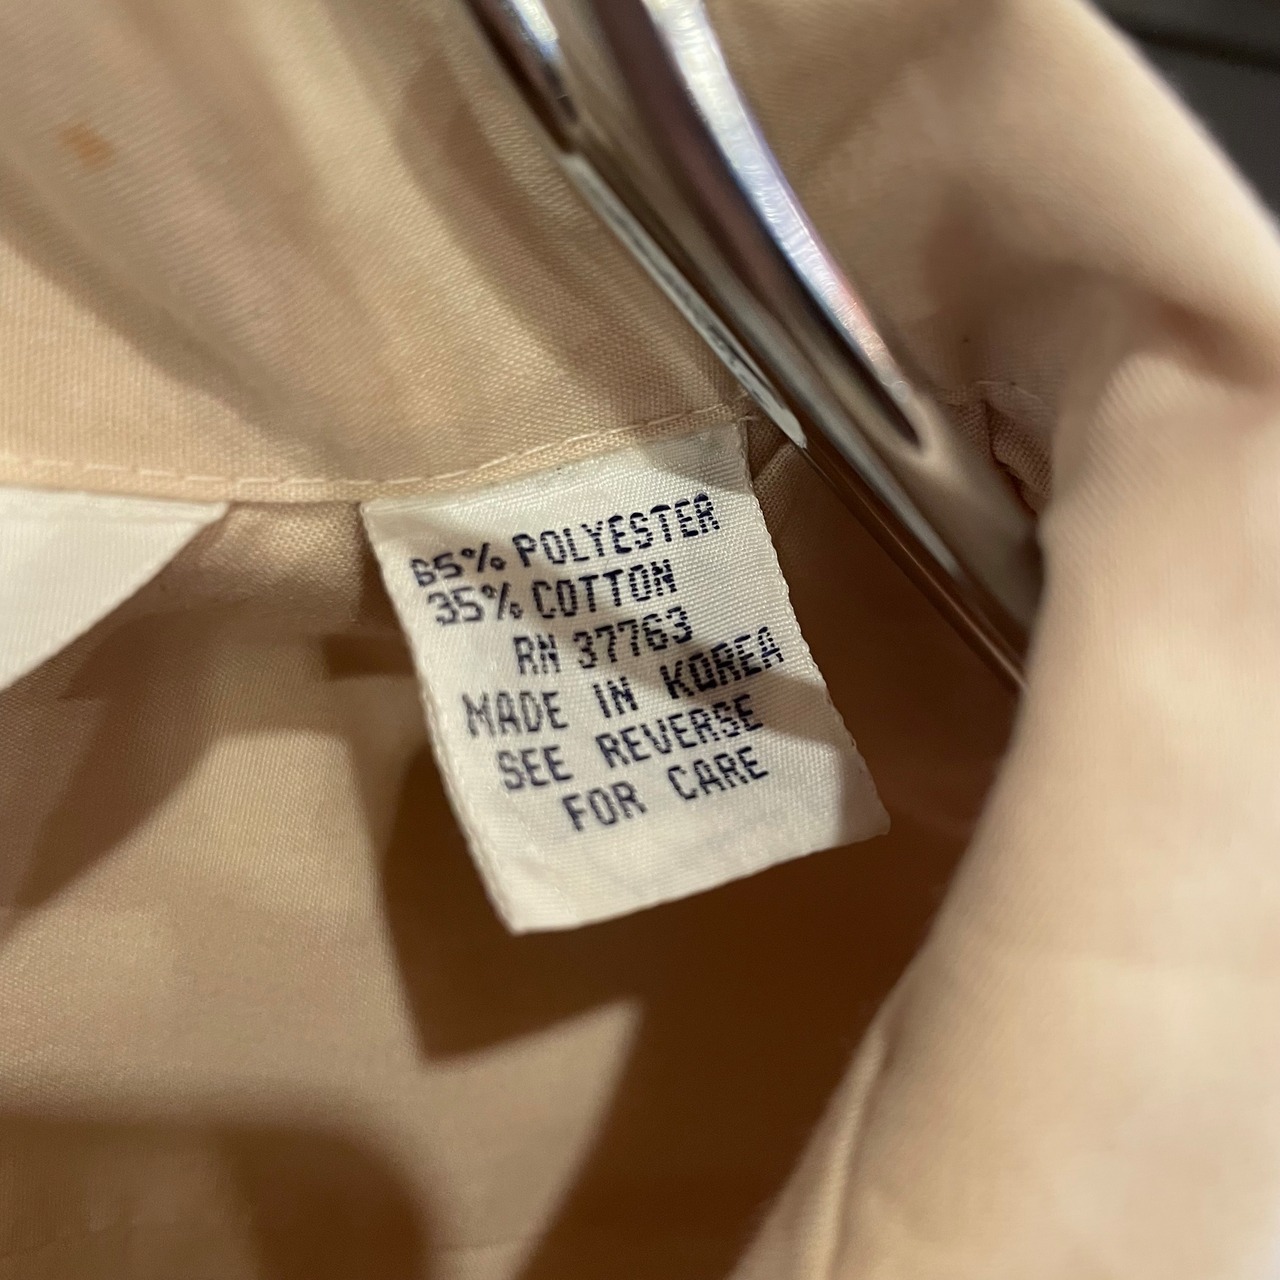 65% POLYESTER
35% COTTON
RN 37763
MADE IN KOREA
SEE REVERSE
FOR CARE